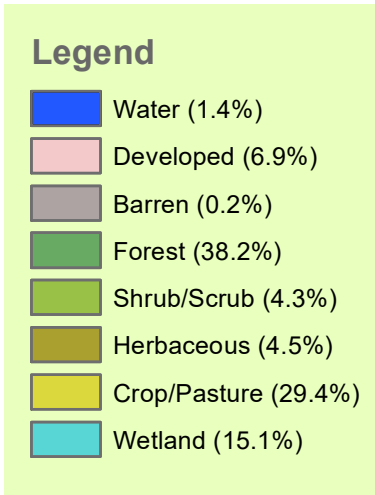 Legend
Water (1.4%)
Developed (6.9%)
Barren (0.2%)
Forest (38.2%)
Shrub/Scrub (4.3%)
Herbaceous (4.5%)
Crop/Pasture (29.4%)
Wetland (15.1%)